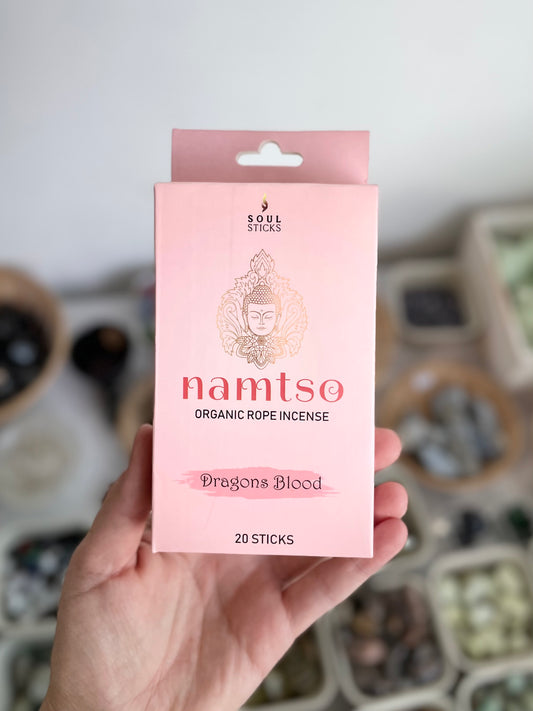 SOUL
STICKS
namtso
ORGANIC ROPE INCENSE
Dragons Blood
20 STICKS